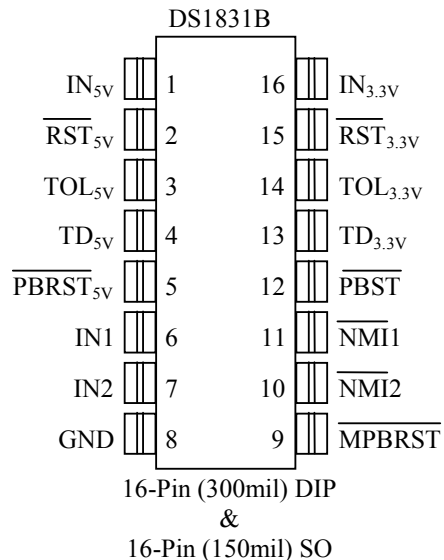 DS1831B
IN5V 1 16 IN3.3V
RST5V 2 15 RST3.3V
TOL5V 3 14 TOL3.3V
TD5V 4 13 TD3.3V
PBRST5V 5 12 PBST
IN1 6 11 NMI1
IN2 7 10 NMI2
GND 8 9 MPBRST
16-Pin (300mil) DIP
&
16-Pin (150mil) SO